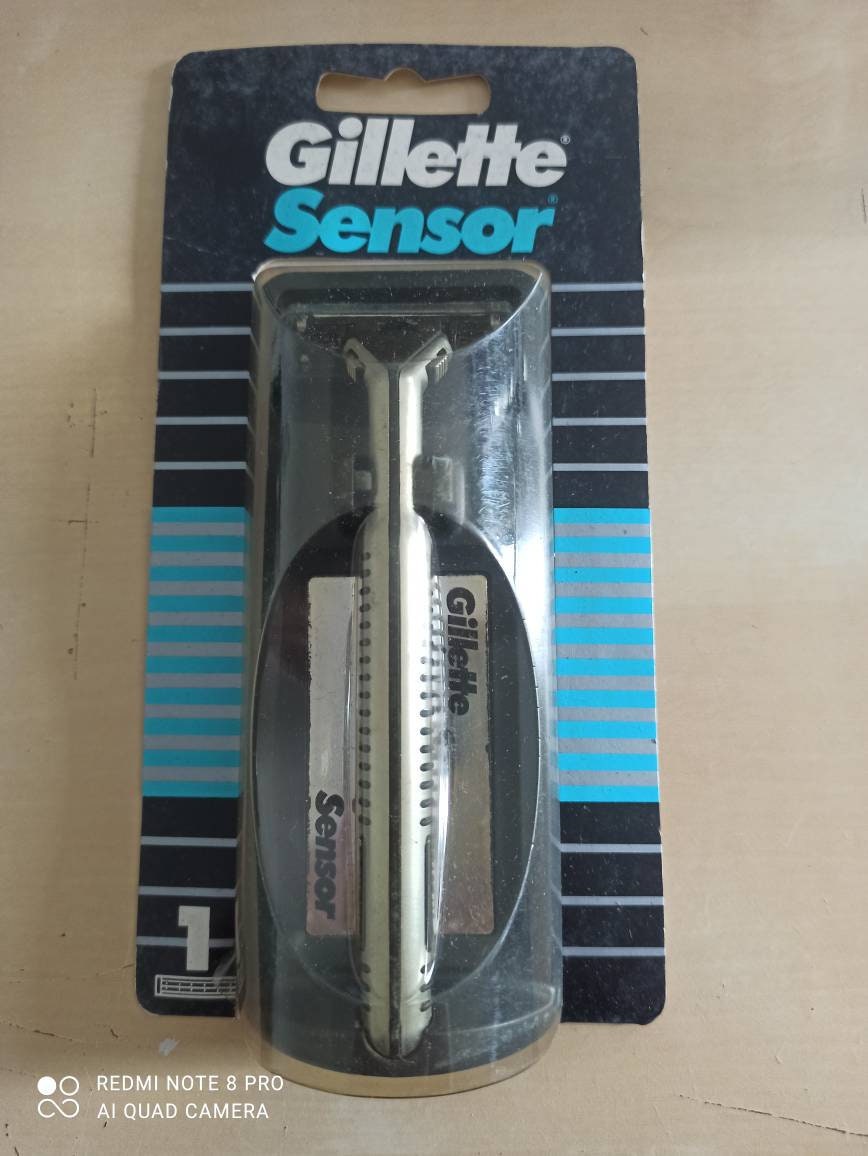 Gillette®
Sensor®
Gillette
Sensor
1
REDMI NOTE 8 PRO
AI QUAD CAMERA